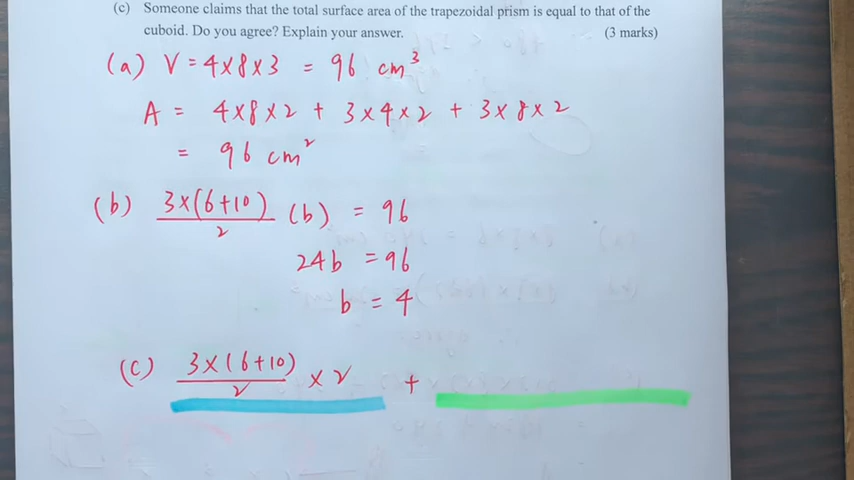 (c) Someone claims that the total surface area of the trapezoidal prism is equal to that of the
cuboid. Do you agree? Explain your answer. (3 marks)
(a) V = 4×8×3 = 96 cm³
A = 4×8×2 + 3×4×2 + 3×8×2
= 96 cm²
(b) 3×(6+10)/2 (b) = 96
24b = 96
b = 4
(c) 3×(6+10)/2 × 2 +